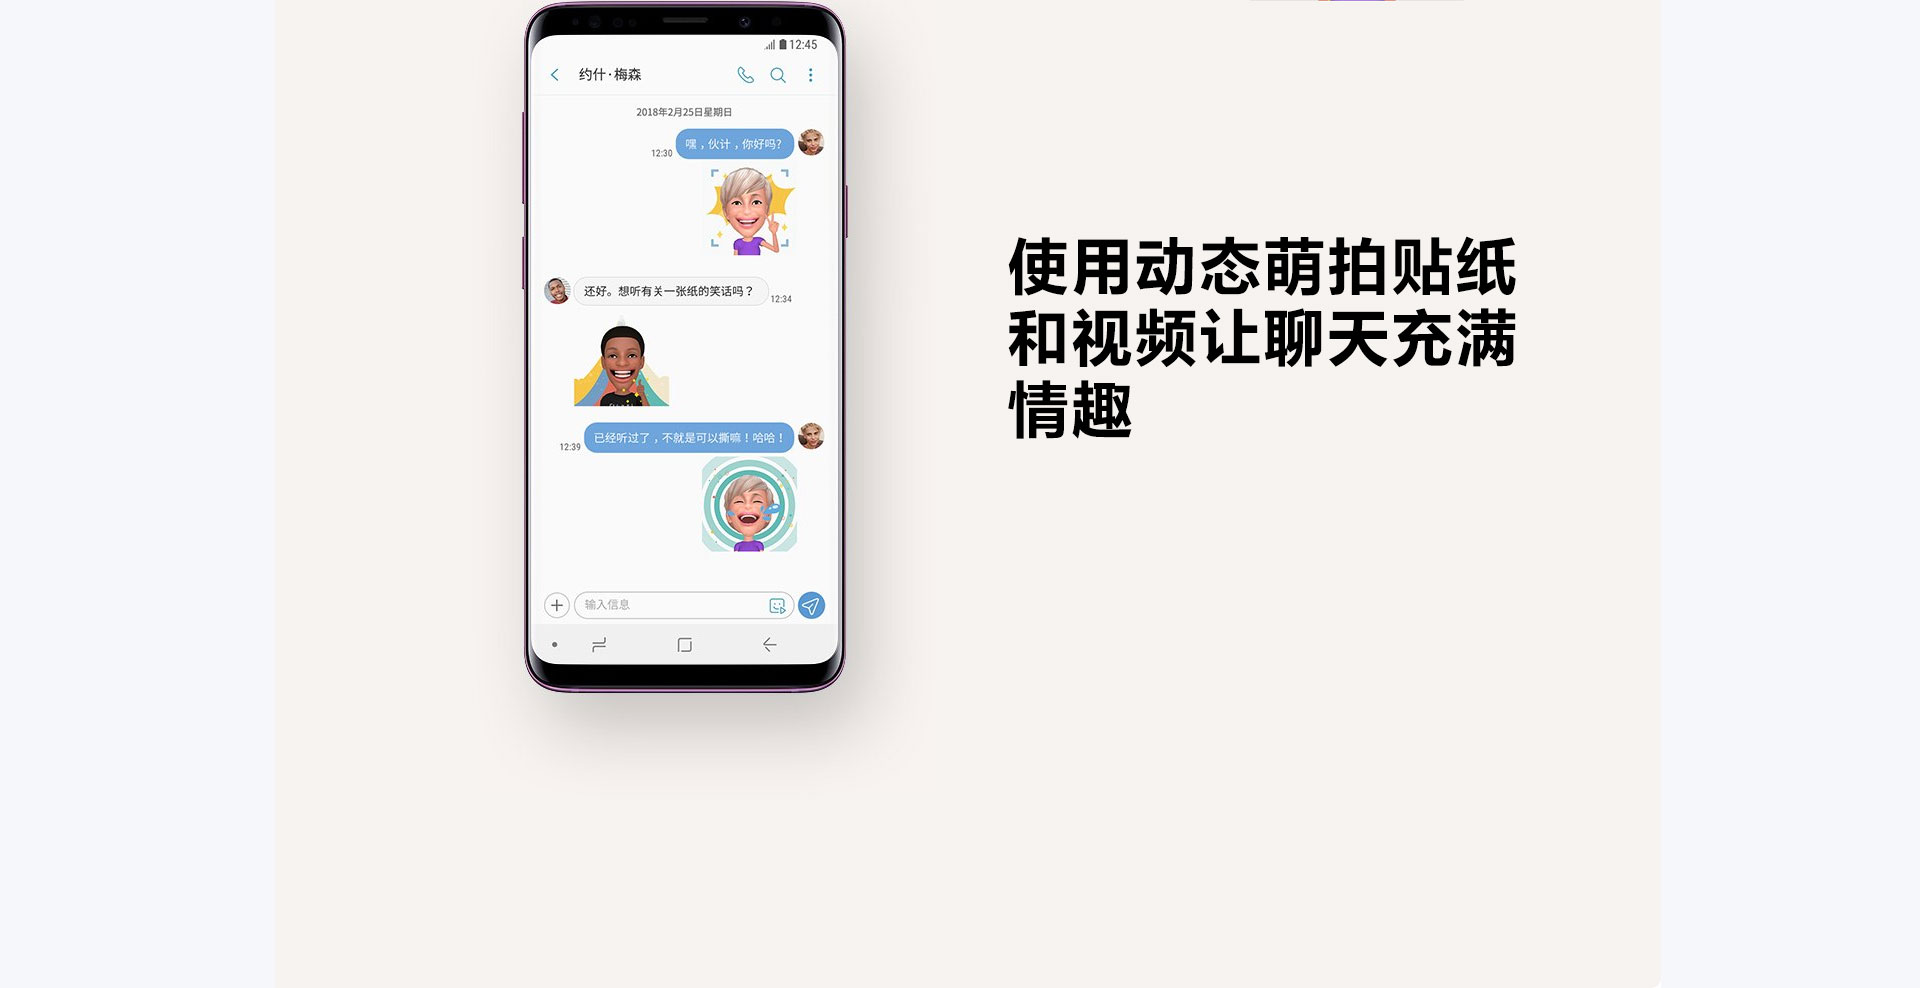 12:45
约什·梅森
2018年2月25日星期日
嘿，伙计，你好吗?
12:30
还好。想听有关一张纸的笑话吗？
12:34
已经听过了，不就是可以撕嘛！哈哈！
12:39
输入信息
使用动态萌拍贴纸
和视频让聊天充满
情趣